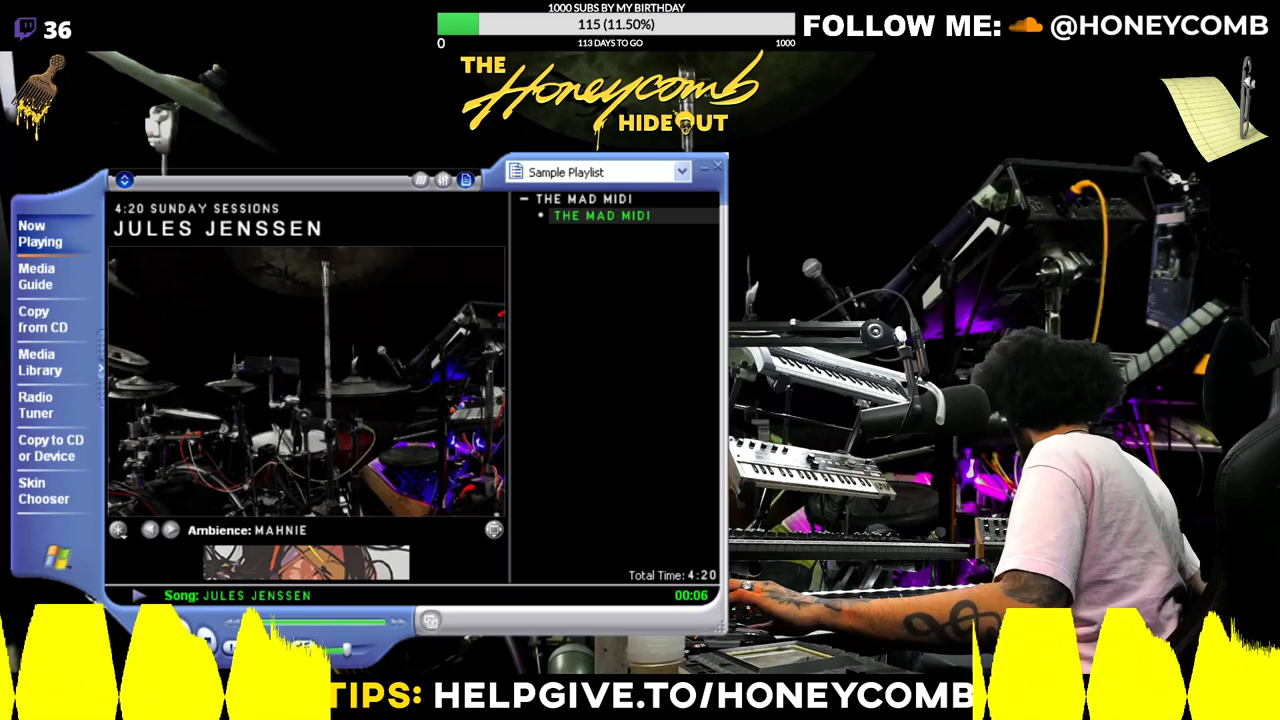 36
1000 SUBS BY MY BIRTHDAY
115 (11.50%)
0
113 DAYS TO GO
1000
FOLLOW ME: @HONEYCOMB
THE
Honeycomb
HIDEOUT
Sample Playlist
4:20 SUNDAY SESSIONS
JULES JENSSEN
THE MAD MIDI
THE MAD MIDI
Now
Playing
Media
Guide
Copy
from CD
Media
Library
Radio
Tuner
Copy to CD
or Device
Skin
Chooser
Ambience: MAHNIE
Total Time: 4:20
Song: JULES JENSSEN
00:06
TIPS: HELPGIVE.TO/HONEYCOMB